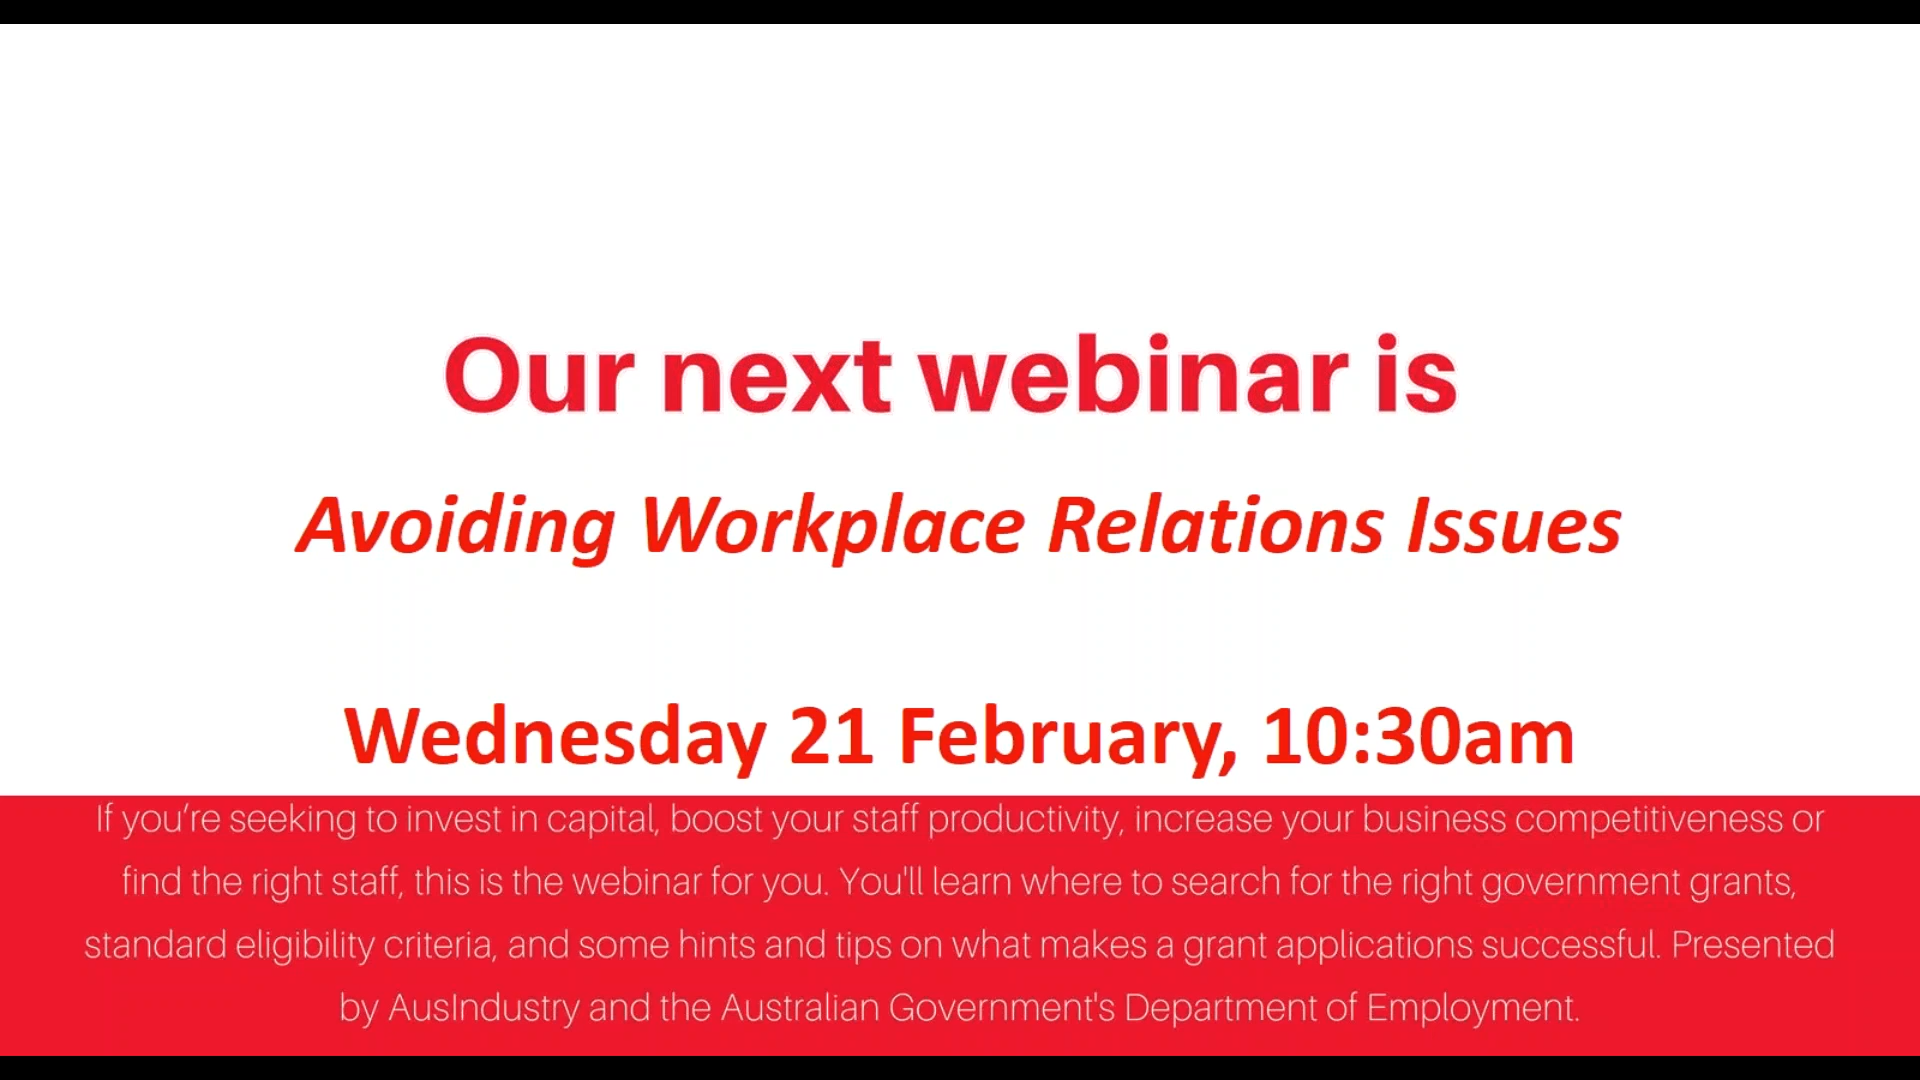 Our next webinar is
Avoiding Workplace Relations Issues
Wednesday 21 February, 10:30am
If you’re seeking to invest in capital, boost your staff productivity, increase your business competitiveness or
find the right staff, this is the webinar for you. You'll learn where to search for the right government grants,
standard eligibility criteria, and some hints and tips on what makes a grant applications successful. Presented
by AusIndustry and the Australian Government's Department of Employment.